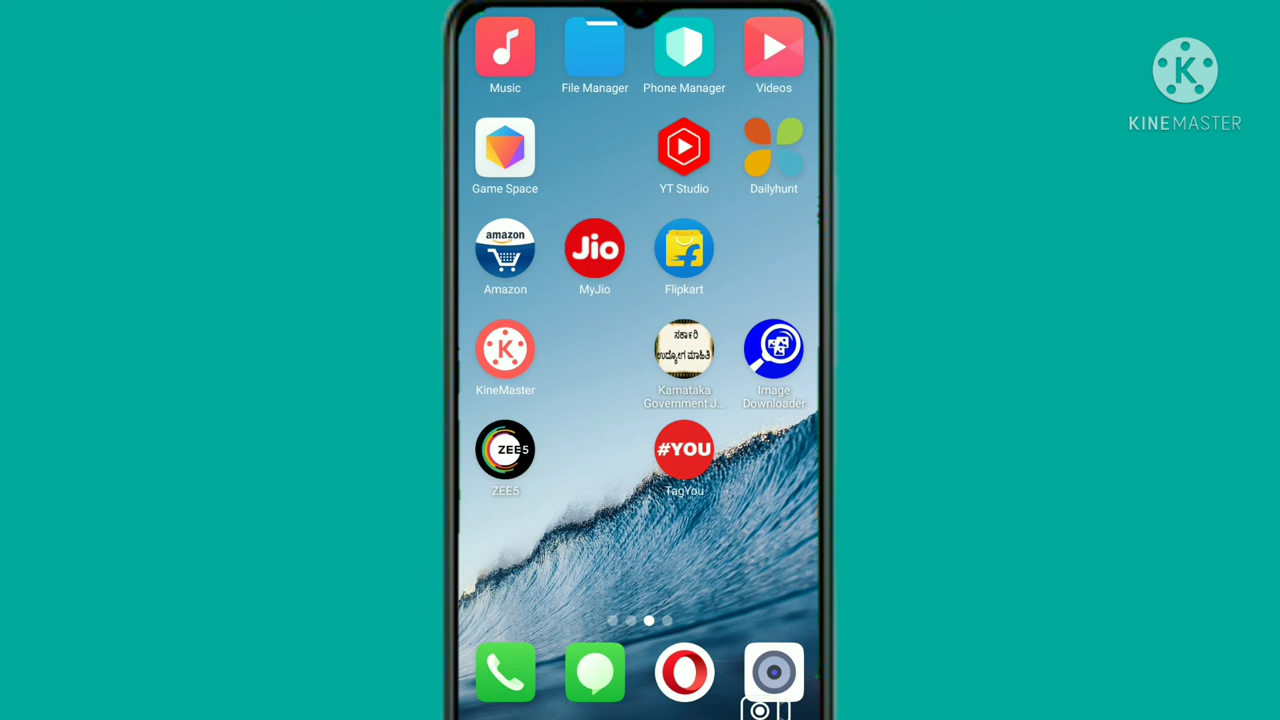 Music
File Manager
Phone Manager
Videos
K
KINEMASTER
Game Space
YT Studio
Dailyhunt
amazon
Jio
Amazon
MyJio
Flipkart
K
ಸರ್ಕಾರಿ
ಉದ್ಯೋಗ ಮಾಹಿತಿ
KineMaster
Karnataka
Government J...
Image
Downloader
ZEE5
#YOU
ZEE5
TagYou